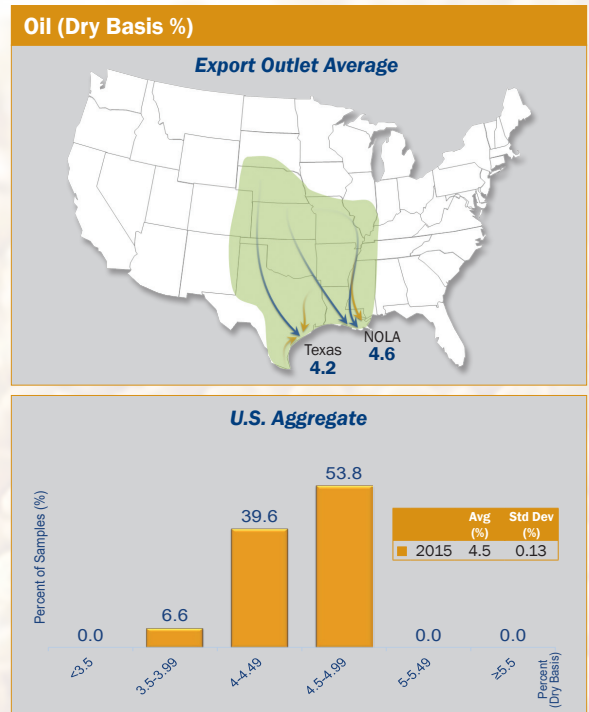 Oil (Dry Basis %)
Export Outlet Average
Texas
4.2
NOLA
4.6
U.S. Aggregate
Percent of Samples (%)
0.0
6.6
39.6
53.8
0.0
0.0
<3.5
3.5-3.99
4-4.49
4.5-4.99
5-5.49
≥5.5
Percent
(Dry Basis)
Avg Std Dev
(%) (%)
2015 4.5 0.13